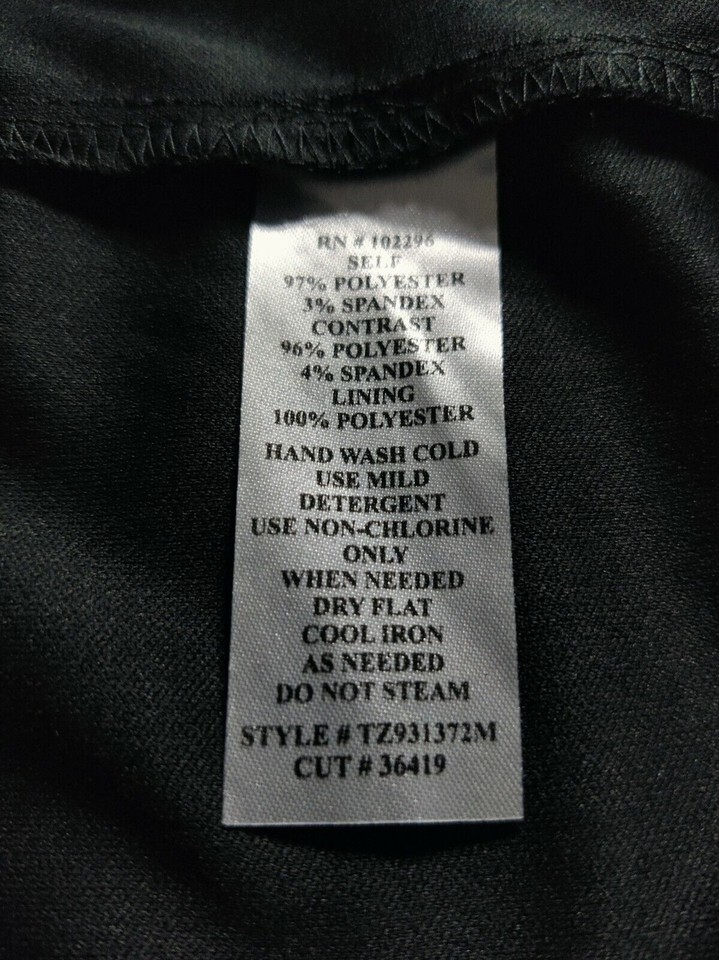 RN # 102296
SELF
97% POLYESTER
3% SPANDEX
CONTRAST
96% POLYESTER
4% SPANDEX
LINING
100% POLYESTER
HAND WASH COLD
USE MILD
DETERGENT
USE NON-CHLORINE
ONLY
WHEN NEEDED
DRY FLAT
COOL IRON
AS NEEDED
DO NOT STEAM
STYLE # TZ931372M
CUT # 36419